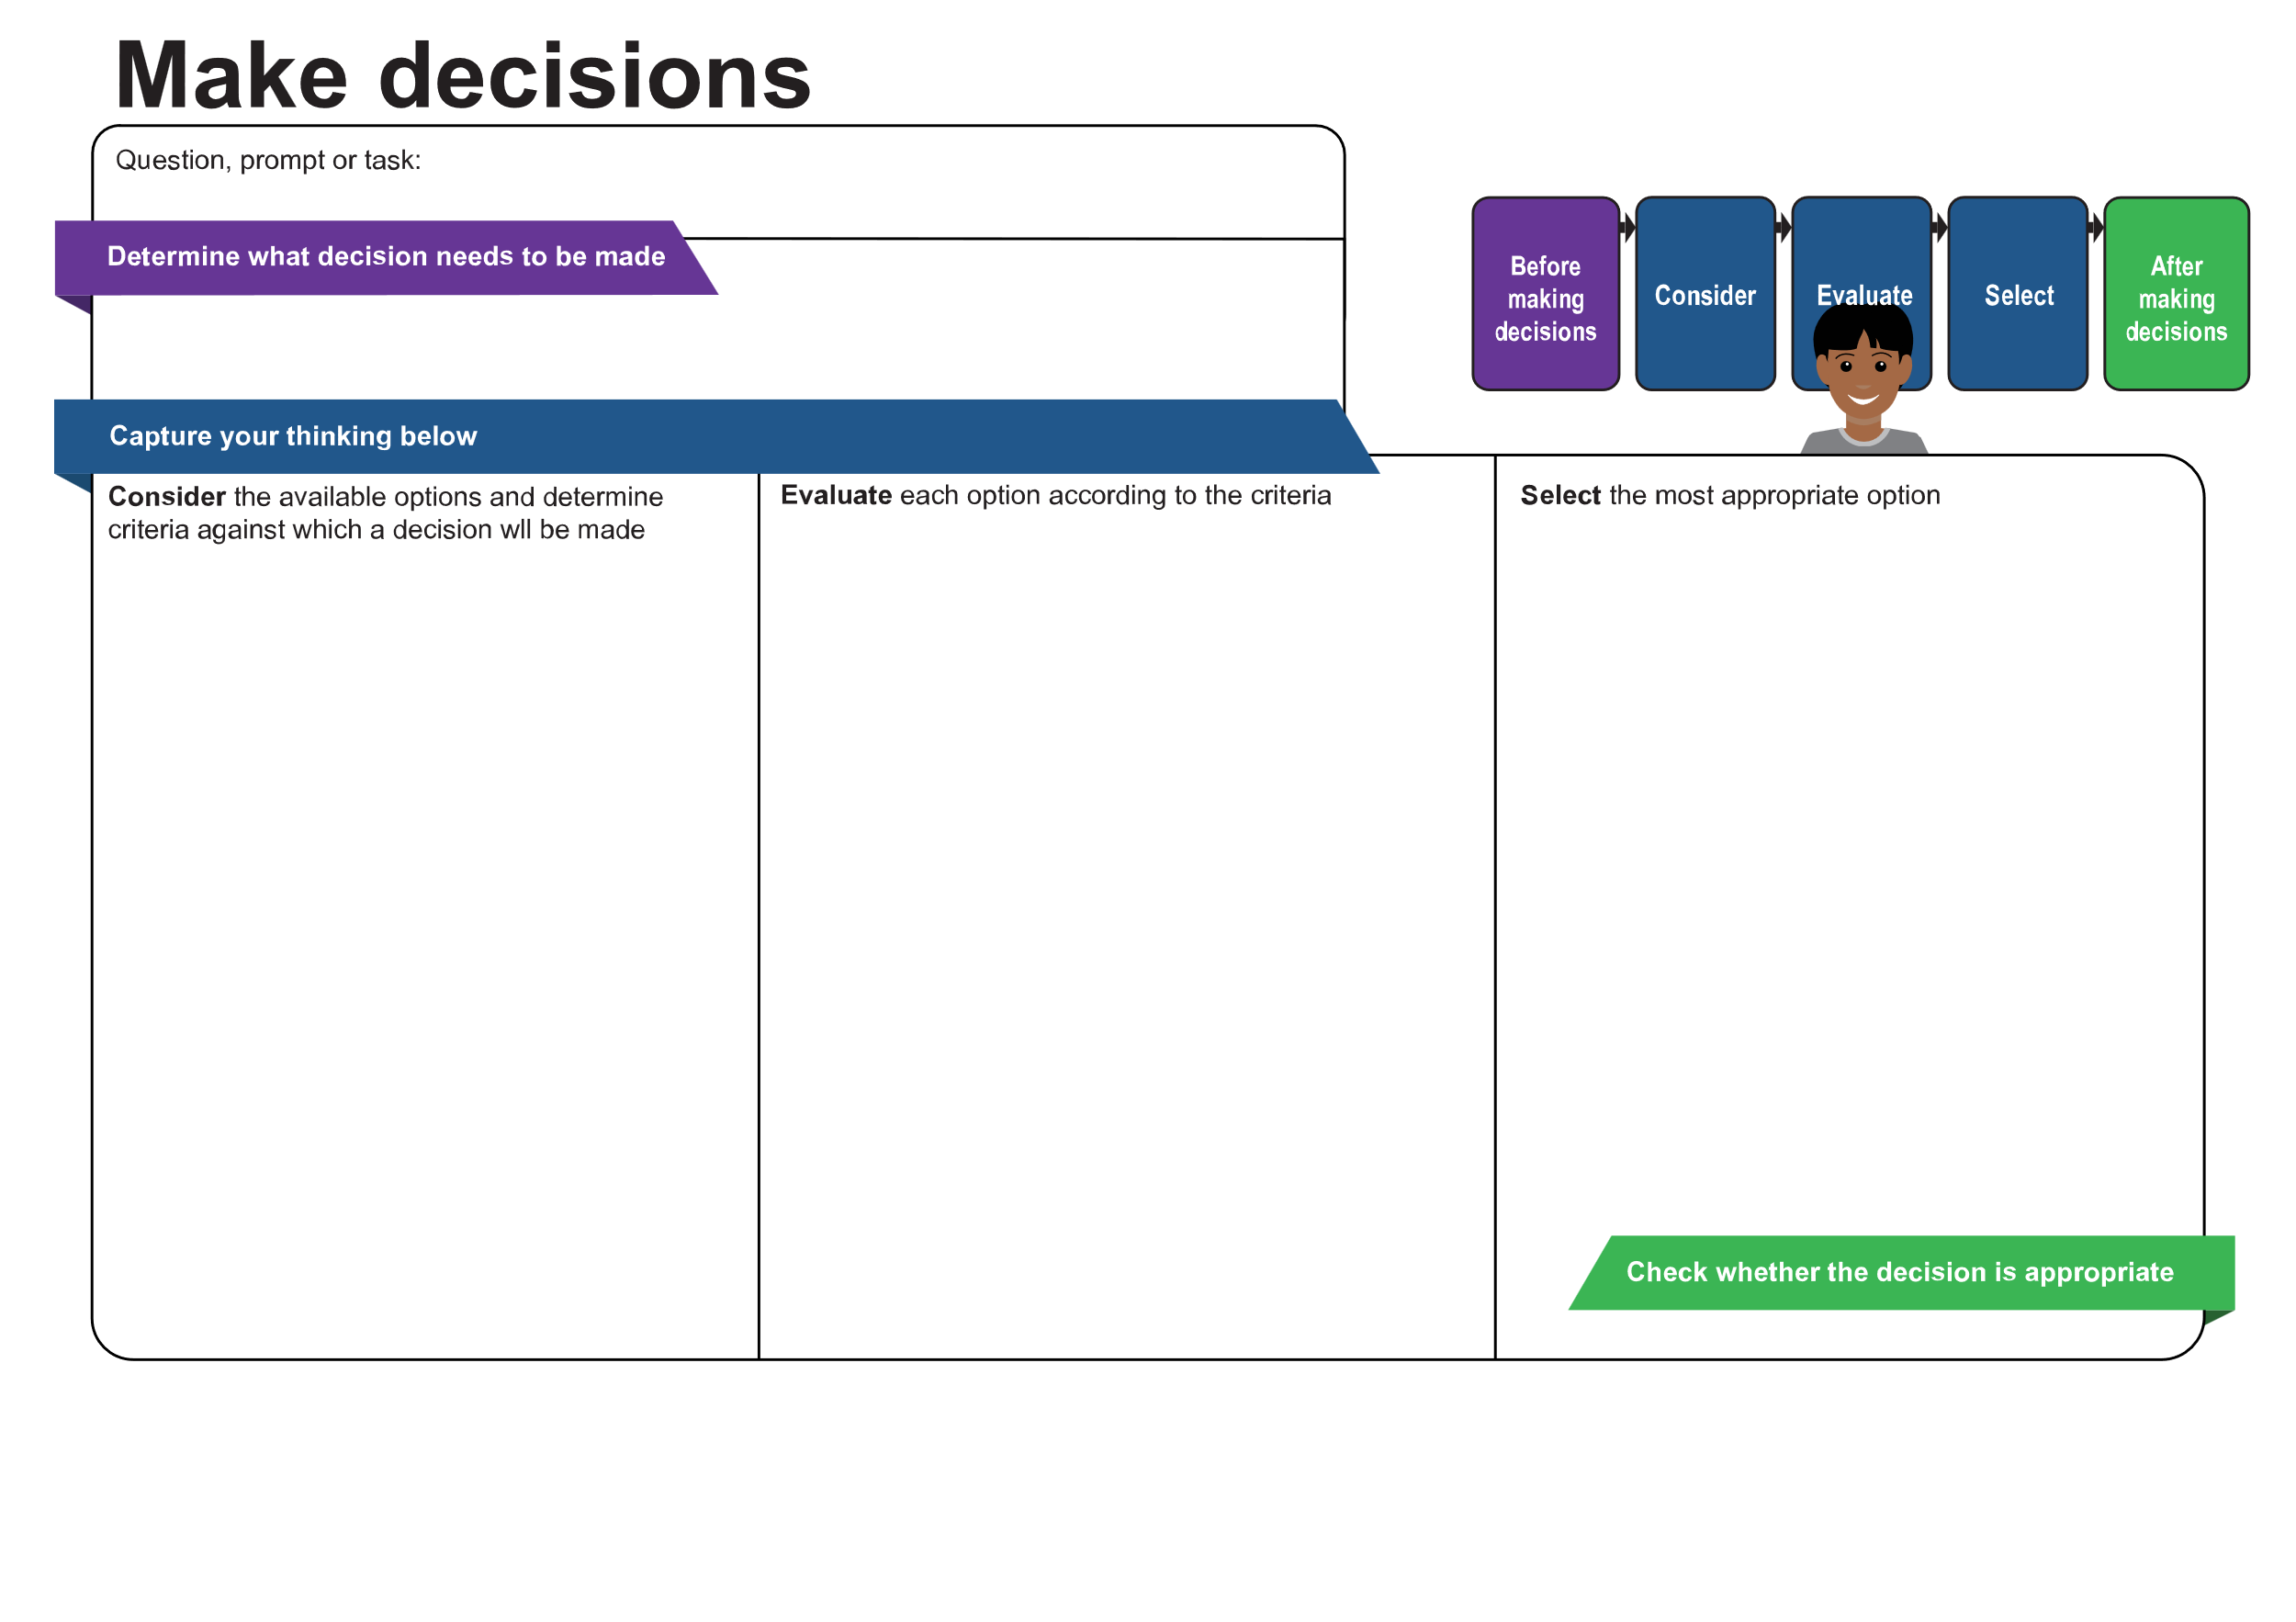 Make decisions
Question, prompt or task:
Determine what decision needs to be made
Before
making
decisions
Consider
Evaluate
Select
After
making
decisions
Capture your thinking below
Consider the available options and determine
criteria against which a decision wll be made
Evaluate each option according to the criteria
Select the most appropriate option
Check whether the decision is appropriate